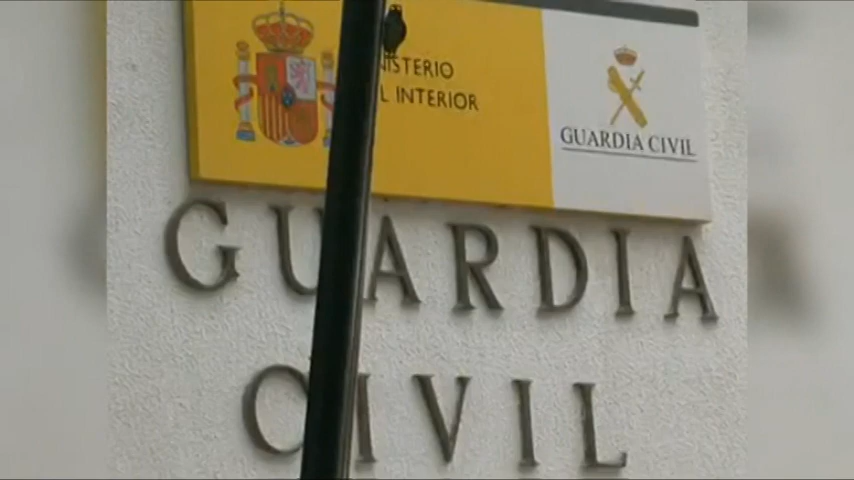 NISTERIO
L INTERIOR
GUARDIA CIVIL
GUARDIA
CIVIL